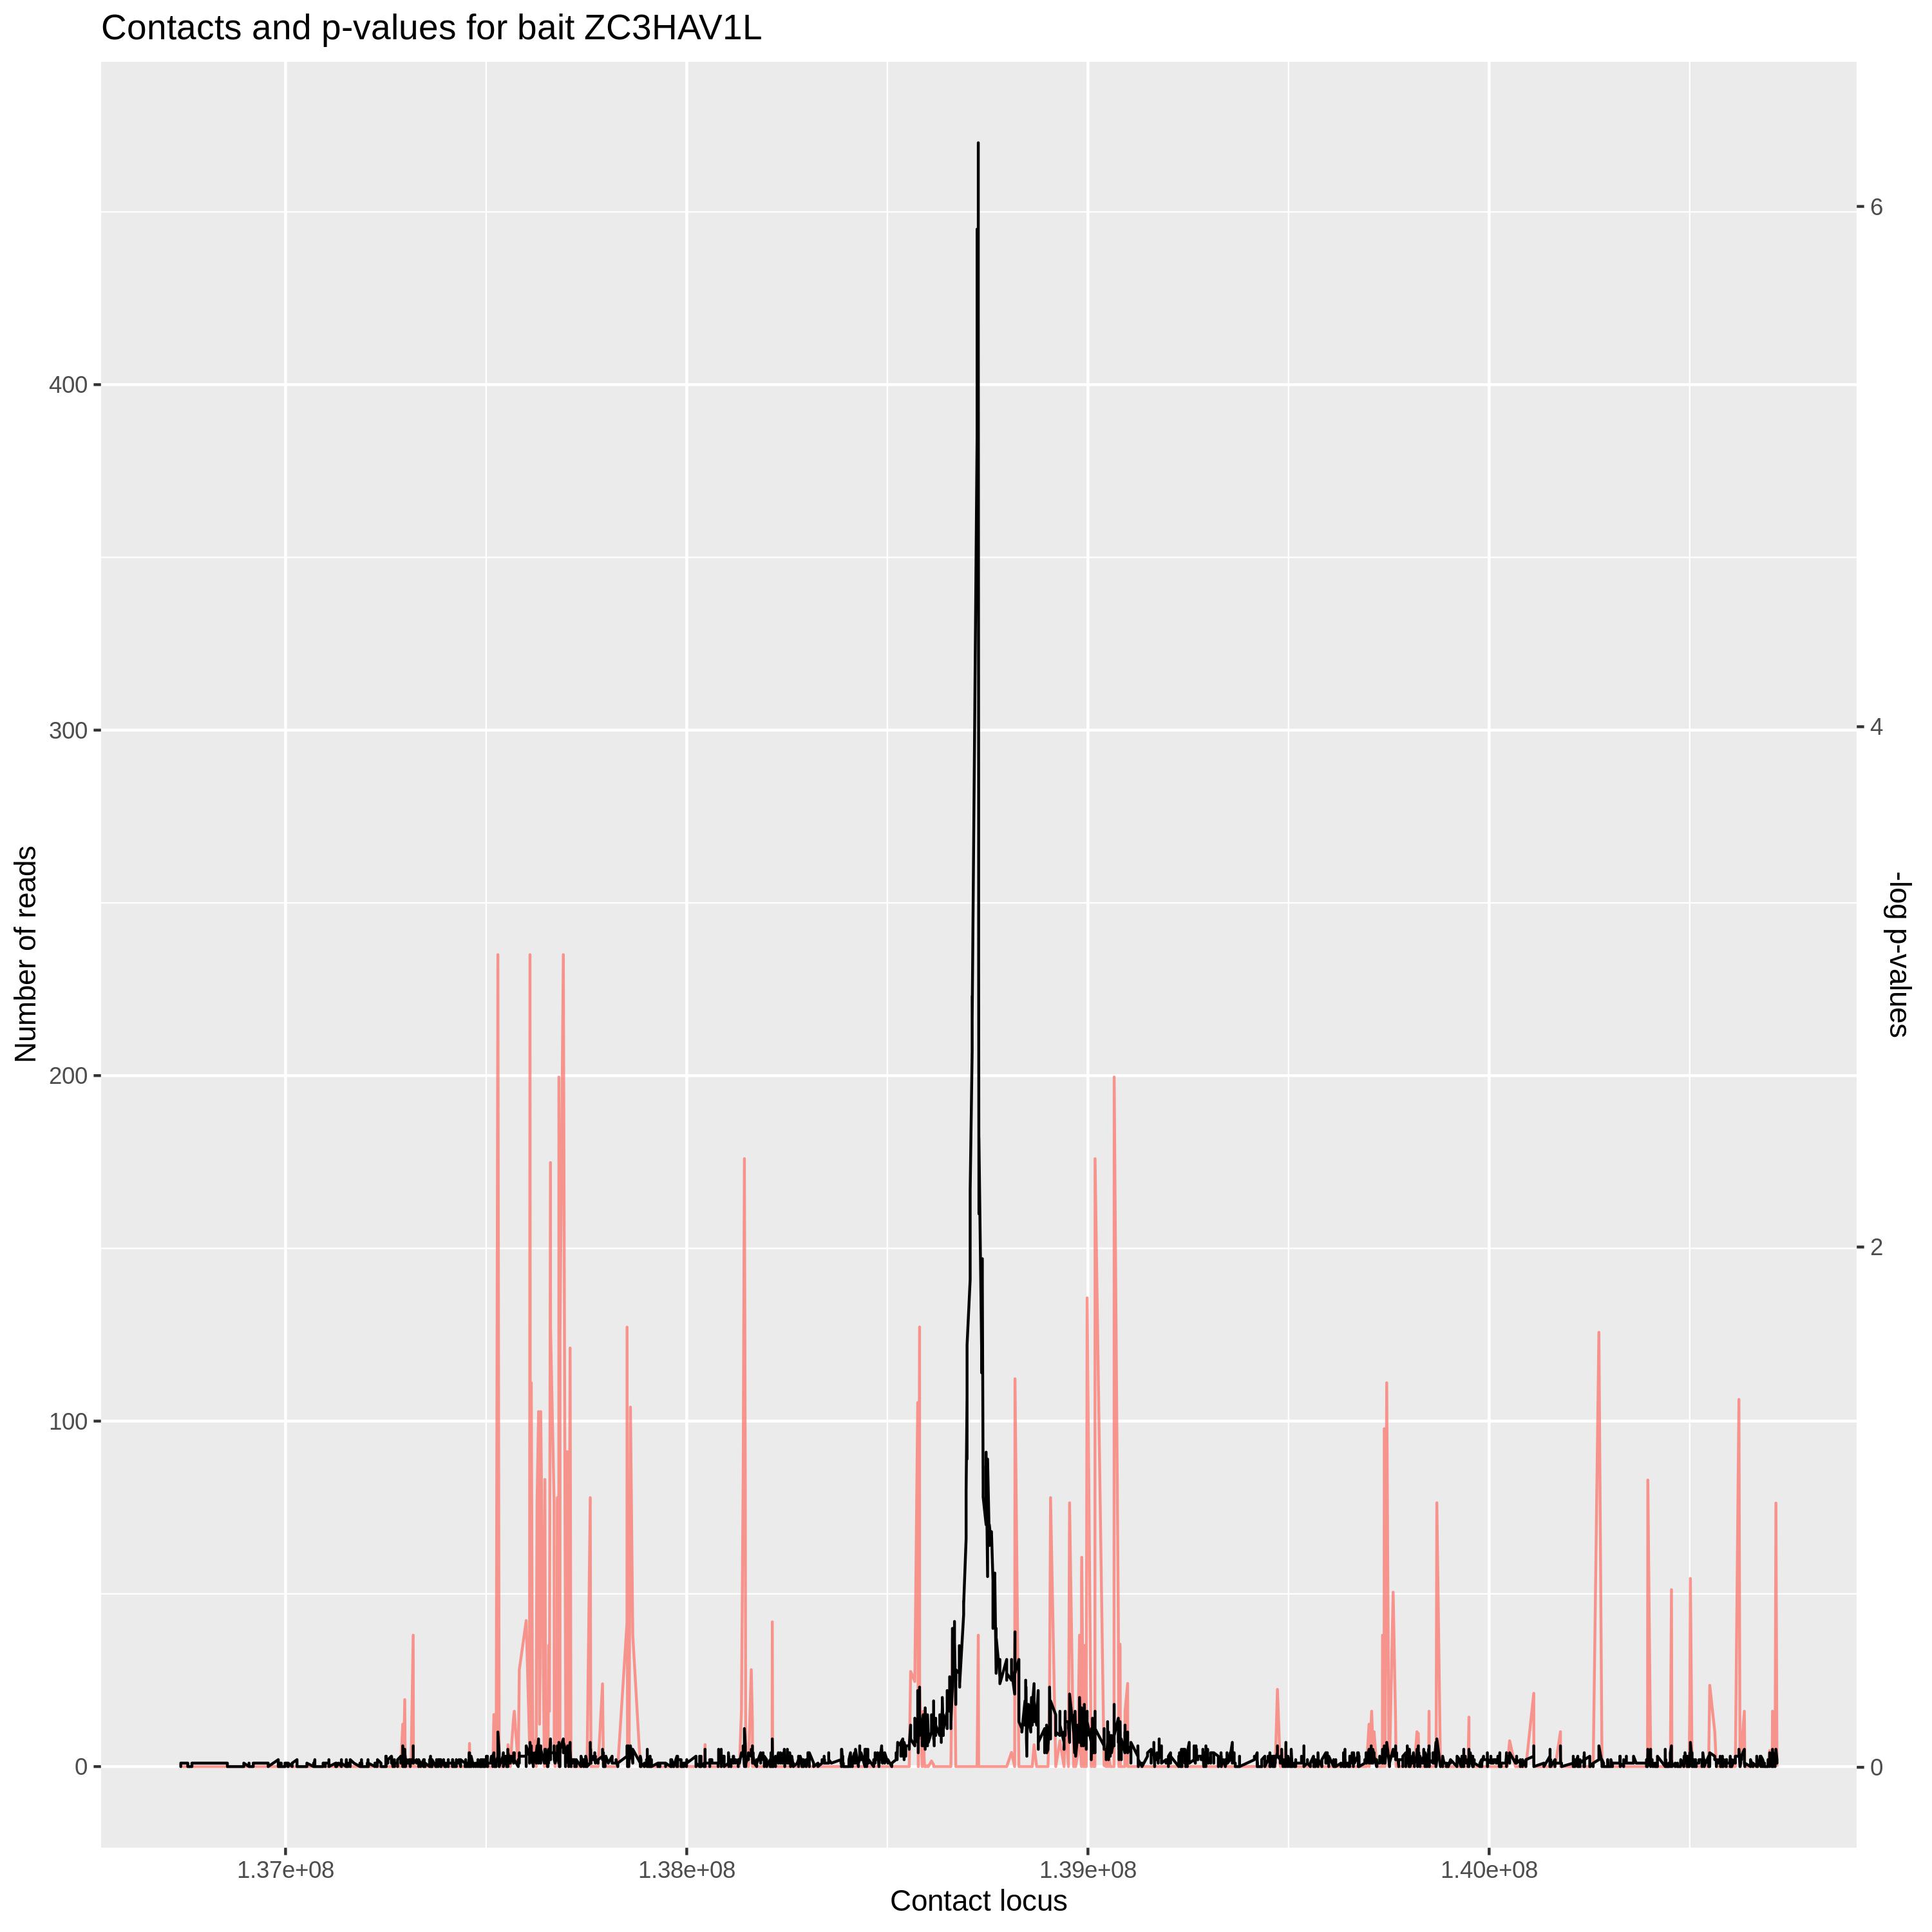 Contacts and p-values for bait ZC3HAV1L
Number of reads
400
300
200
100
0
6
4
2
0
-log p-values
1.37e+08 1.38e+08 1.39e+08 1.40e+08
Contact locus